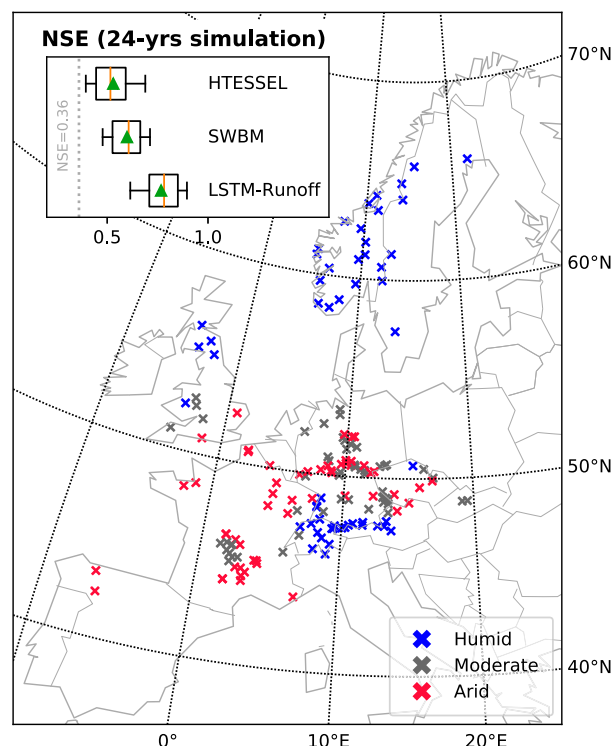 NSE (24-yrs simulation)
NSE=0.36
HTESSEL
SWBM
LSTM-Runoff
0.5 1.0
70°N
60°N
50°N
40°N
Humid
Moderate
Arid
0° 10°E 20°E